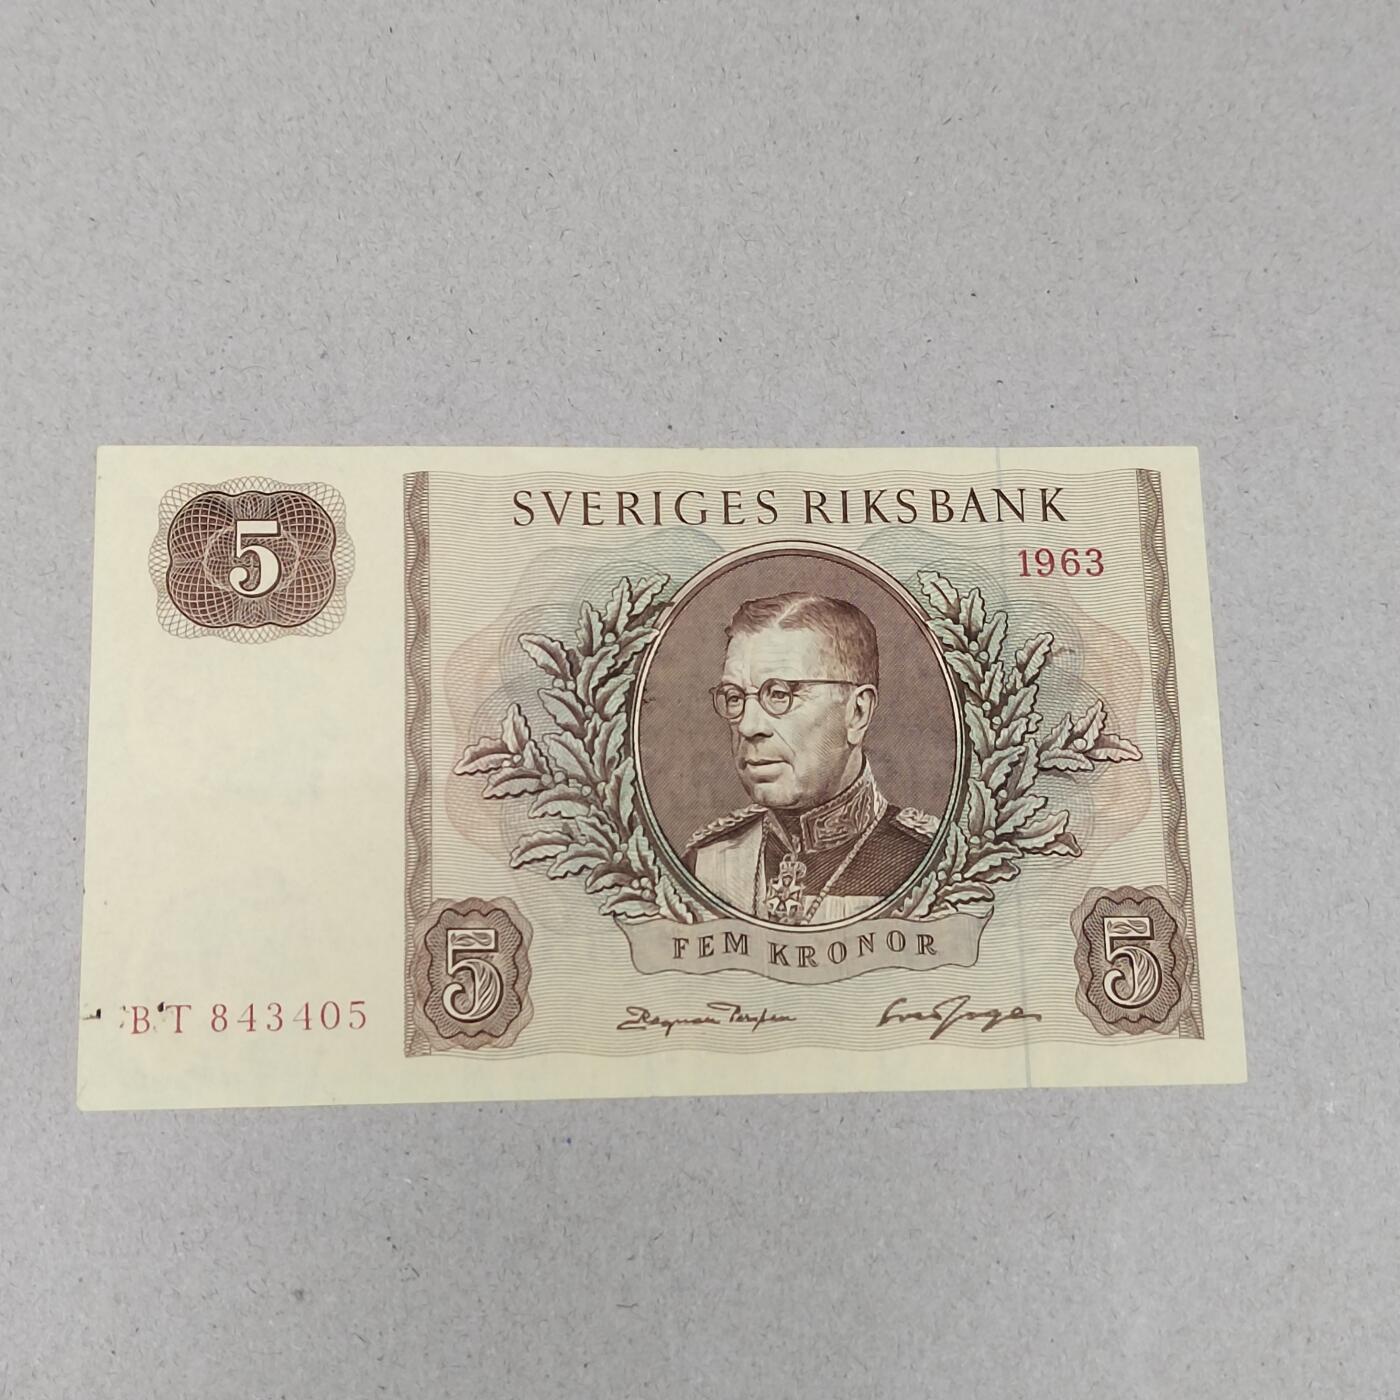 5
SVERIGES RIKSBANK
1963
FEM KRONOR
5
5
BT 843405